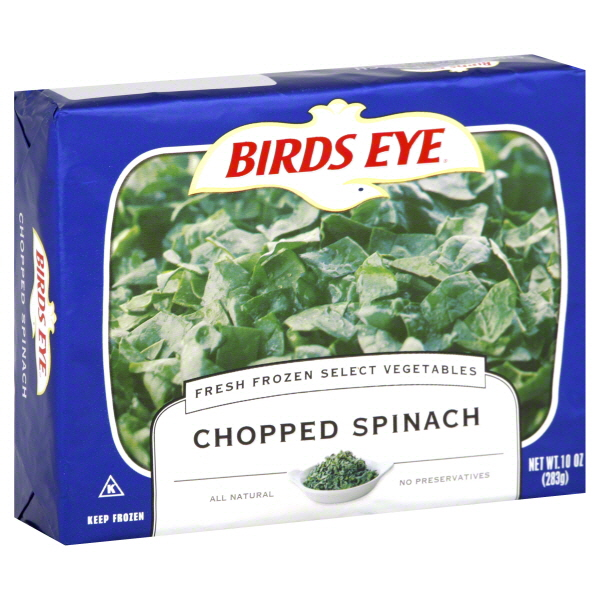 BIRDS EYE
FRESH FROZEN SELECT VEGETABLES
CHOPPED SPINACH
ALL NATURAL
NO PRESERVATIVES
K
KEEP FROZEN
NET WT. 10 OZ
(283g)
BIRDS EYE
CHOPPED SPINACH